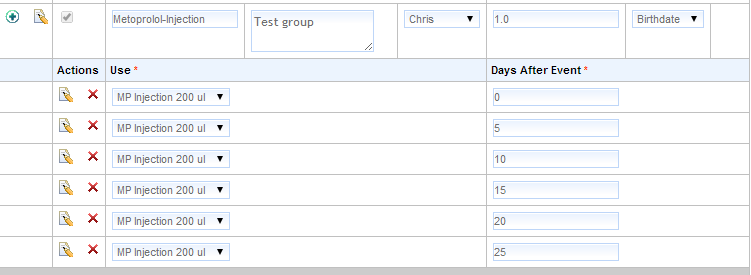 Metoprolol-Injection Test group Chris 1.0 Birthdate
Actions Use * Days After Event *
MP Injection 200 ul 0
MP Injection 200 ul 5
MP Injection 200 ul 10
MP Injection 200 ul 15
MP Injection 200 ul 20
MP Injection 200 ul 25